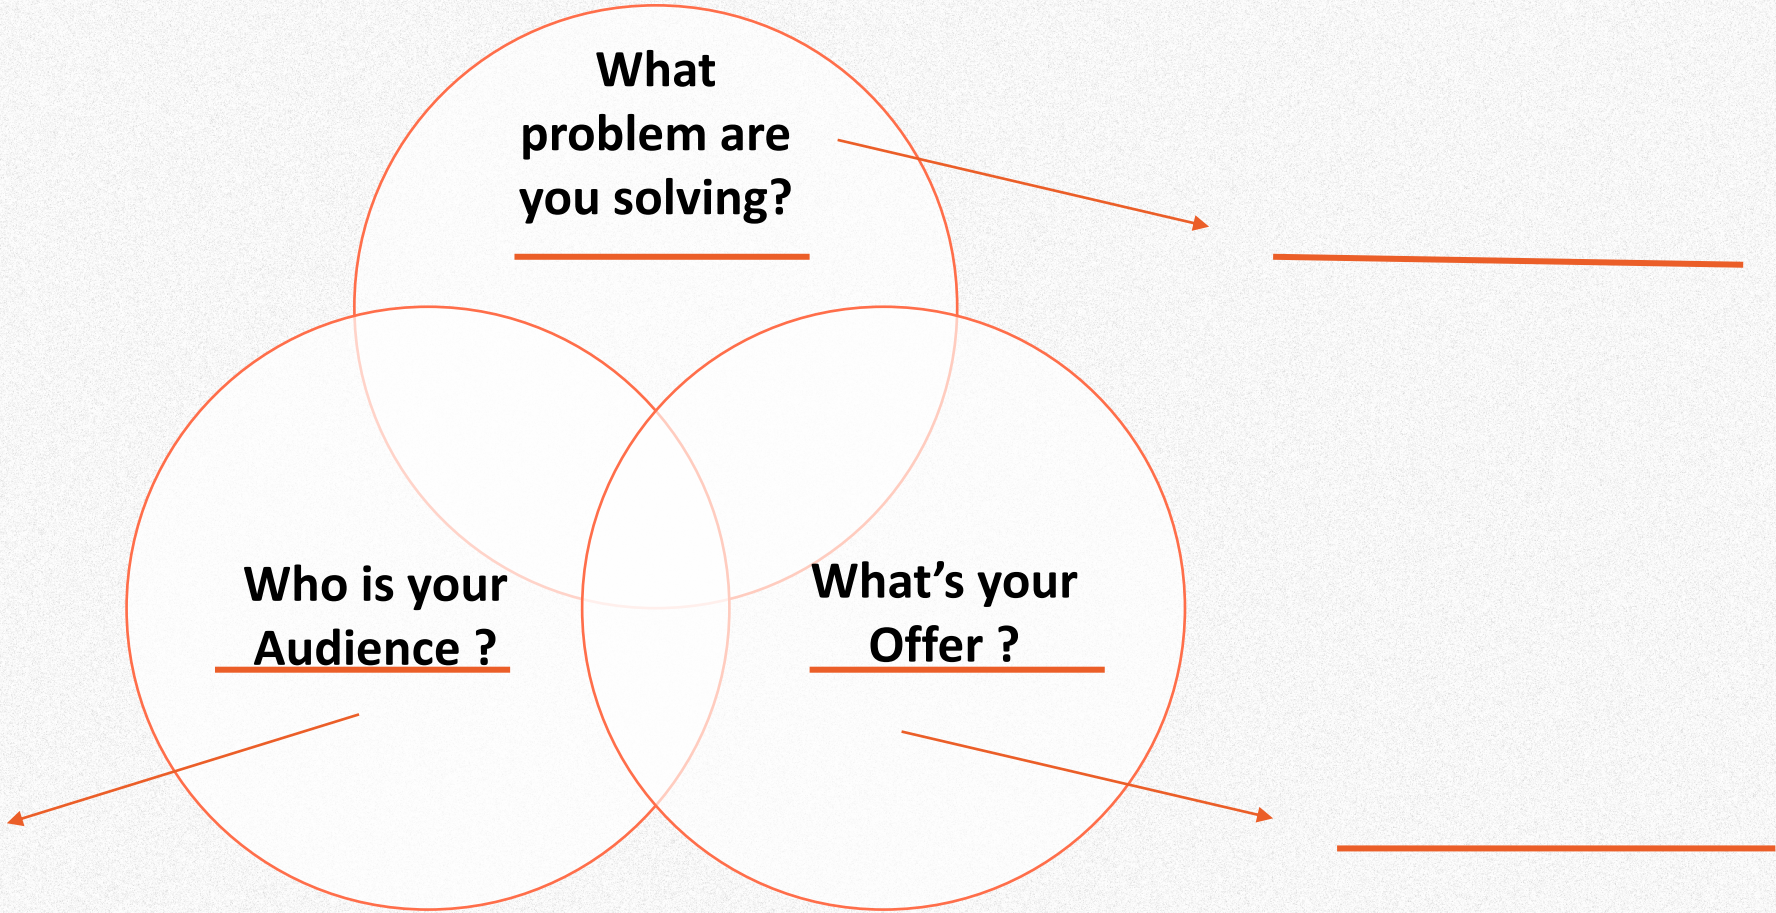 What
problem are
you solving?
Who is your
Audience ?
What’s your
Offer ?